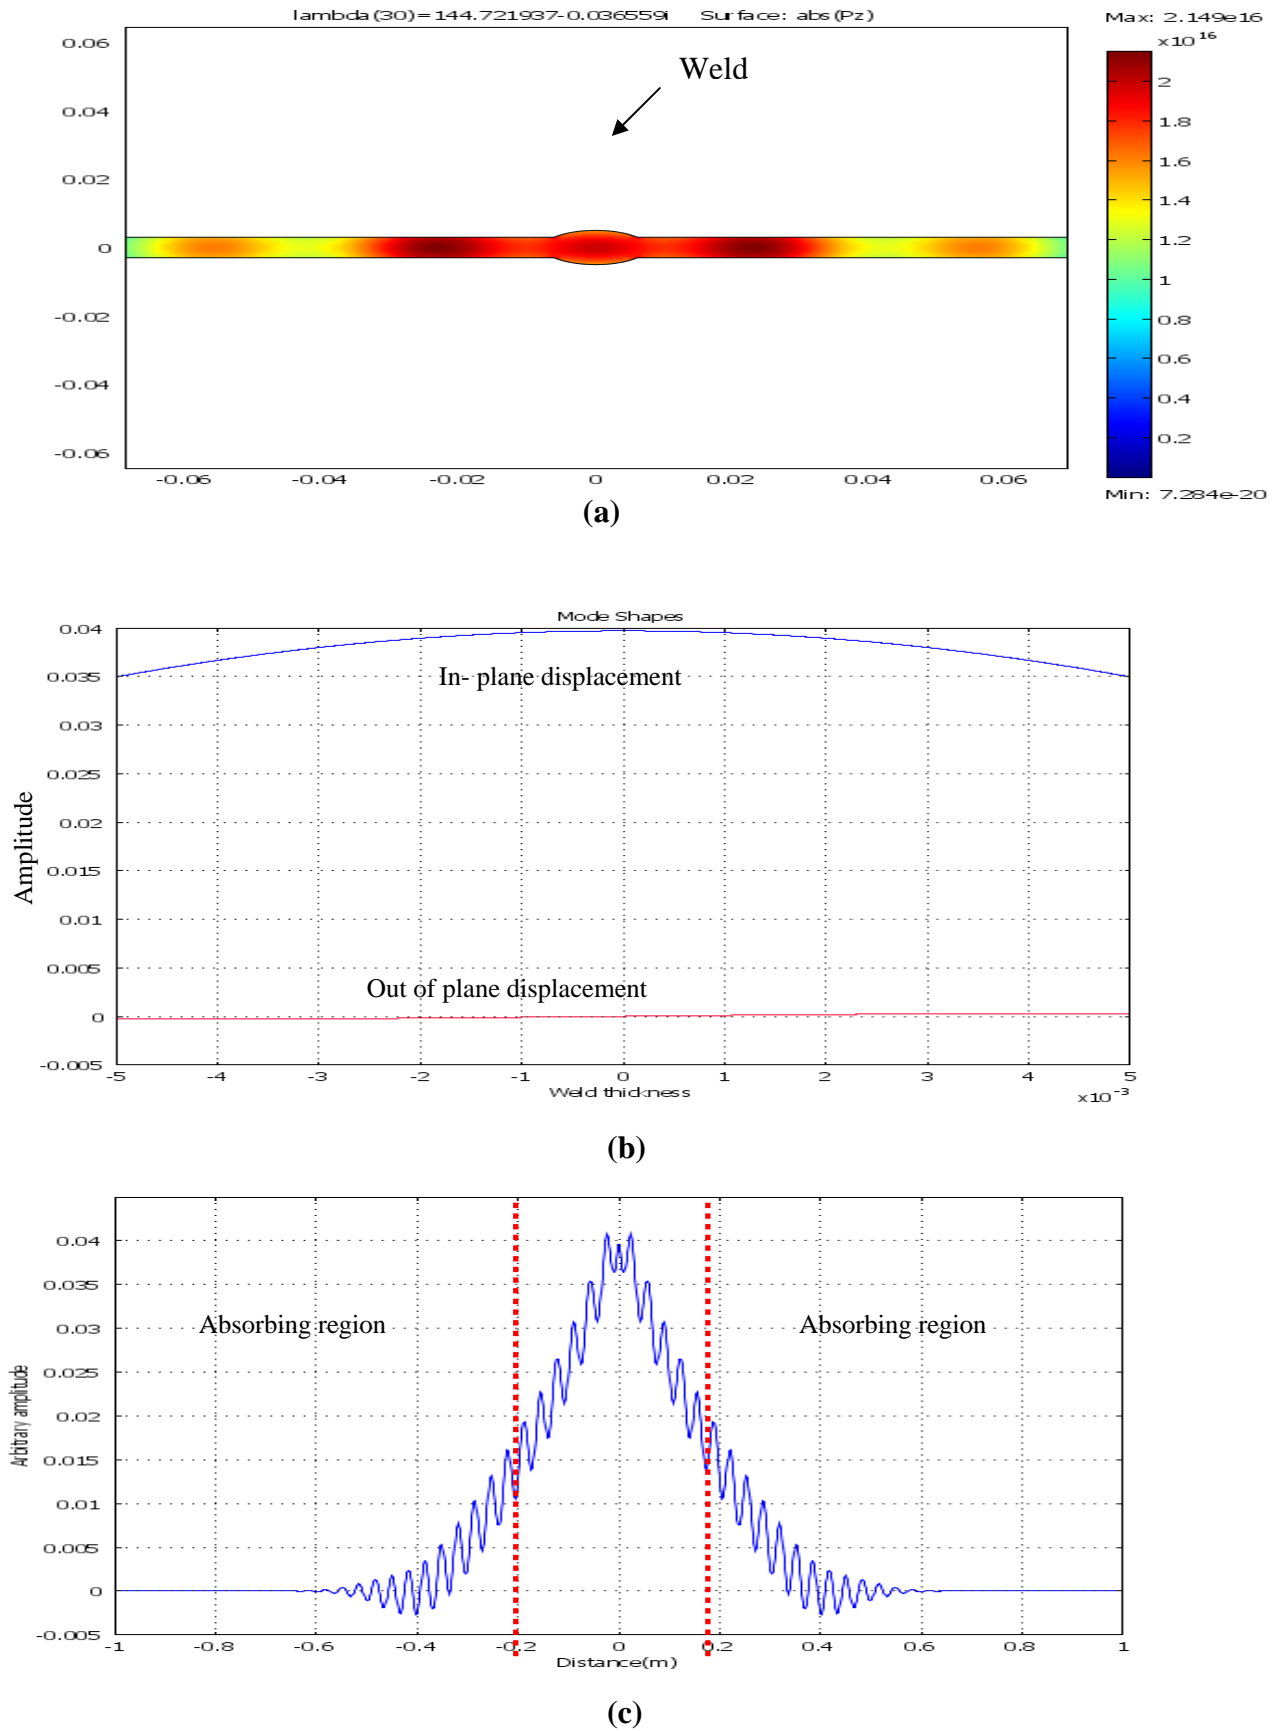 lambda(30)=144.721937-0.036559i Surface: abs(Pz) Max: 2.149e16
x10^16
0.06
0.04
0.02
0
-0.02
-0.04
-0.06
Weld
2
1.8
1.6
1.4
1.2
1
0.8
0.6
0.4
0.2
-0.06 -0.04 -0.02 0 0.02 0.04 0.06
Min: 7.284e-20
(a)
Mode Shapes
0.04
0.035
0.03
0.025
0.02
0.015
0.01
0.005
0
-0.005
Amplitude
In- plane displacement
Out of plane displacement
-5 -4 -3 -2 -1 0 1 2 3 4 5
Weld thickness
x10^-3
(b)
0.04
0.035
0.03
0.025
0.02
0.015
0.01
0.005
0
-0.005
Arbitrary amplitude
Absorbing region Absorbing region
-1 -0.8 -0.6 -0.4 -0.2 0 0.2 0.4 0.6 0.8 1
Distance(m)
(c)